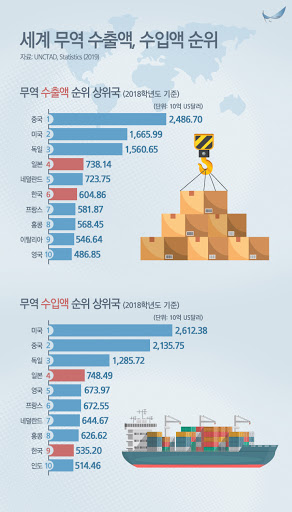 세계 무역 수출액, 수입액 순위
자료: UNCTAD, Statistics (2019)
무역 수출액 순위 상위국 (2018학년도 기준)
(단위: 10억 US달러)
중국 1 2,486.70
미국 2 1,665.99
독일 3 1,560.65
일본 4 738.14
네덜란드 5 723.75
한국 6 604.86
프랑스 7 581.87
홍콩 8 568.45
이탈리아 9 546.64
영국 10 486.85
무역 수입액 순위 상위국 (2018학년도 기준)
(단위: 10억 US달러)
미국 1 2,612.38
중국 2 2,135.75
독일 3 1,285.72
일본 4 748.49
영국 5 673.97
프랑스 6 672.55
네덜란드 7 644.67
홍콩 8 626.62
한국 9 535.20
인도 10 514.46